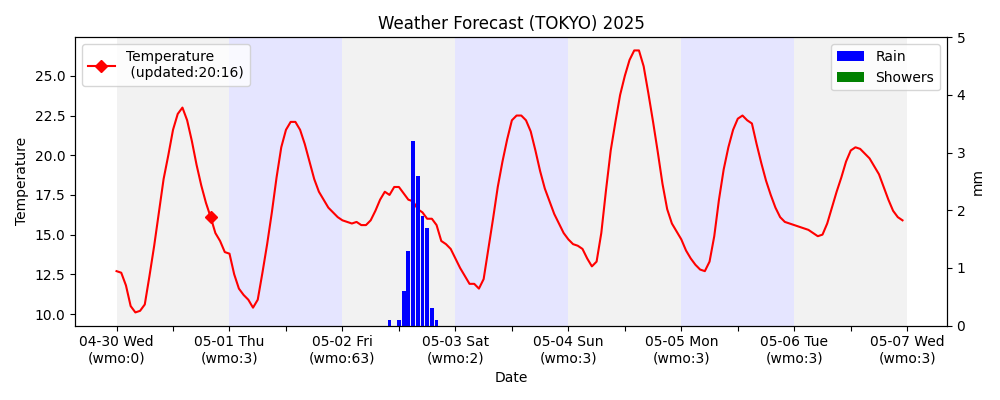 Weather Forecast (TOKYO) 2025
Temperature
(updated:20:16)
Rain
Showers
Temperature
25.0
22.5
20.0
17.5
15.0
12.5
10.0
5
4
3
2
1
0
mm
04-30 Wed
(wmo:0)
05-01 Thu
(wmo:3)
05-02 Fri
(wmo:63)
05-03 Sat
(wmo:2)
05-04 Sun
(wmo:3)
05-05 Mon
(wmo:3)
05-06 Tue
(wmo:3)
05-07 Wed
(wmo:3)
Date